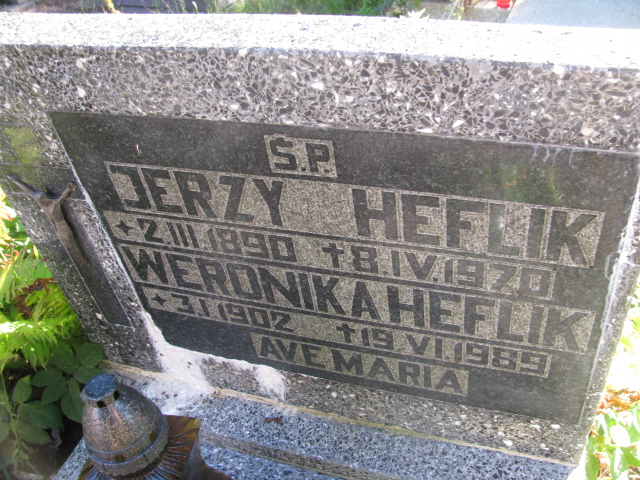 Ś.P.
JERZY HEFLIK
*2.III.1890 †8.IV.1970
WERONIKA HEFLIK
*3.I.1902 †19.VI.1989
AVE MARIA